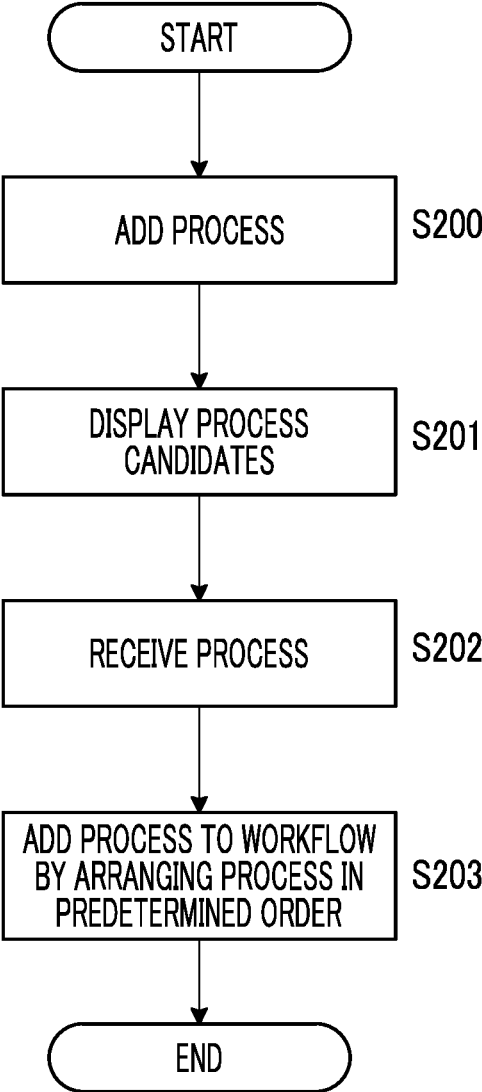 START
ADD PROCESS
S200
DISPLAY PROCESS
CANDIDATES
S201
RECEIVE PROCESS
S202
ADD PROCESS TO WORKFLOW
BY ARRANGING PROCESS IN
PREDETERMINED ORDER
S203
END